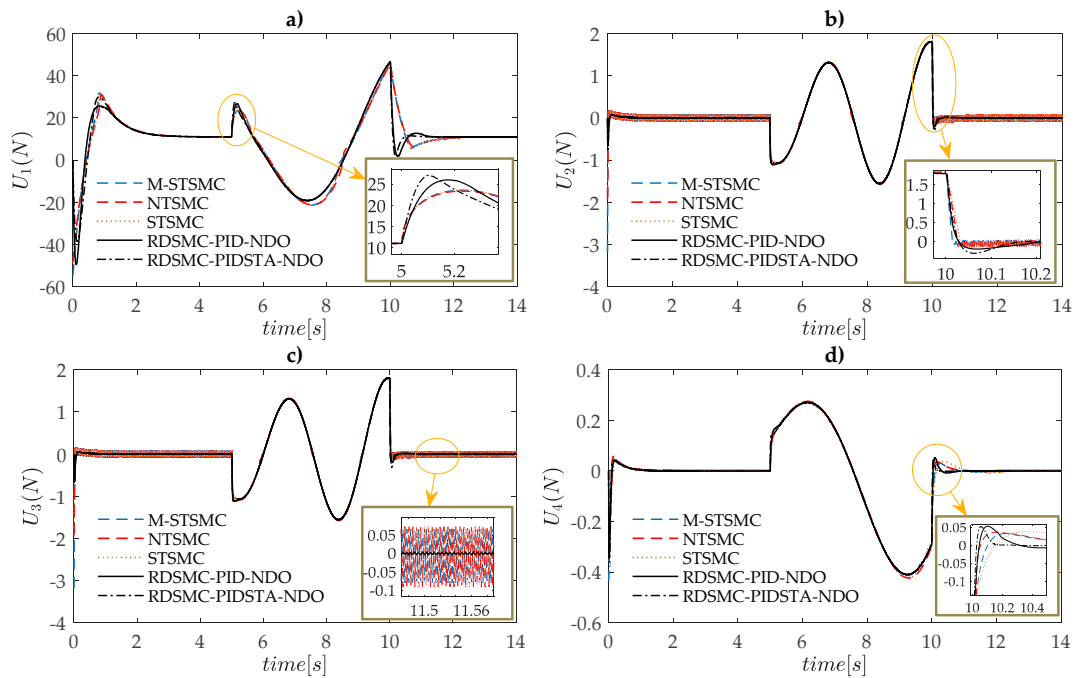 a)
60
40
20
0
-20
-40
-60
U1(N)
M-STSMC
NTSMC
STSMC
RDSMC-PID-NDO
RDSMC-PIDSTA-NDO
25
20
15
10
5 5.2
0 2 4 6 8 10 12 14
time[s]
b)
2
1
0
-1
-2
-3
-4
U2(N)
M-STSMC
NTSMC
STSMC
RDSMC-PID-NDO
RDSMC-PIDSTA-NDO
1.5
1
0.5
0
10 10.1 10.2
0 2 4 6 8 10 12 14
time[s]
c)
2
1
0
-1
-2
-3
-4
U3(N)
M-STSMC
NTSMC
STSMC
RDSMC-PID-NDO
RDSMC-PIDSTA-NDO
0.05
0
-0.05
-0.1
11.5 11.56
0 2 4 6 8 10 12 14
time[s]
d)
0.4
0.2
0
-0.2
-0.4
-0.6
U4(N)
M-STSMC
NTSMC
STSMC
RDSMC-PID-NDO
RDSMC-PIDSTA-NDO
0.05
0
-0.05
-0.1
10 10.2 10.50
0 2 4 6 8 10 12 14
time[s]